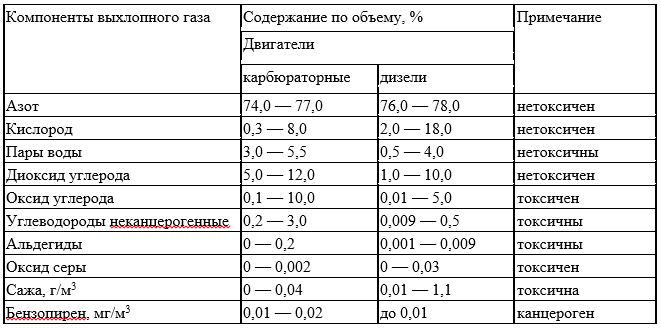 Компоненты выхлопного газа Содержание по объему, % Примечание
Двигатели
карбюраторные дизели
Азот 74,0 — 77,0 76,0 — 78,0 нетоксичен
Кислород 0,3 — 8,0 2,0 — 18,0 нетоксичен
Пары воды 3,0 — 5,5 0,5 — 4,0 нетоксичны
Диоксид углерода 5,0 — 12,0 1,0 — 10,0 нетоксичен
Оксид углерода 0,1 — 10,0 0,01 — 5,0 токсичен
Углеводороды неканцерогенные 0,2 — 3,0 0,009 — 0,5 токсичны
Альдегиды 0 — 0,2 0,001 — 0,009 токсичны
Оксид серы 0 — 0,002 0 — 0,03 токсичен
Сажа, г/м³ 0 — 0,04 0,01 — 1,1 токсична
Бензопирен, мг/м³ 0,01 — 0,02 до 0,01 канцероген